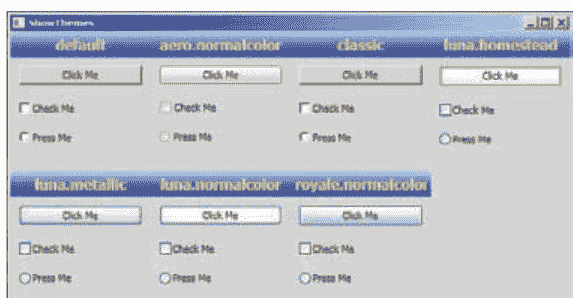 ShowThemes
default aero.normalcolor classic luna.homestead
Click Me Click Me Click Me Click Me
Check Me Check Me Check Me Check Me
Press Me Press Me Press Me Press Me
luna.metallic luna.normalcolor royale.normalcolor
Click Me Click Me Click Me
Check Me Check Me Check Me
Press Me Press Me Press Me